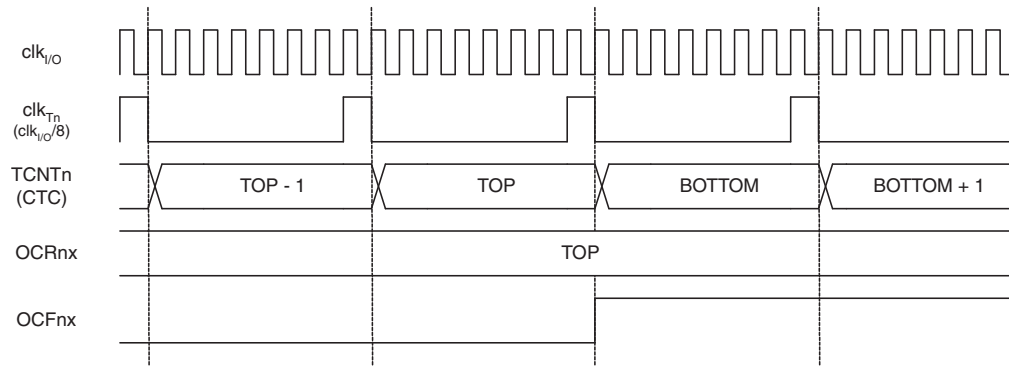 clkI/O
clkTn
(clkI/O/8)
TCNTn
(CTC)
TOP - 1
TOP
BOTTOM
BOTTOM + 1
OCRnx
TOP
OCFnx